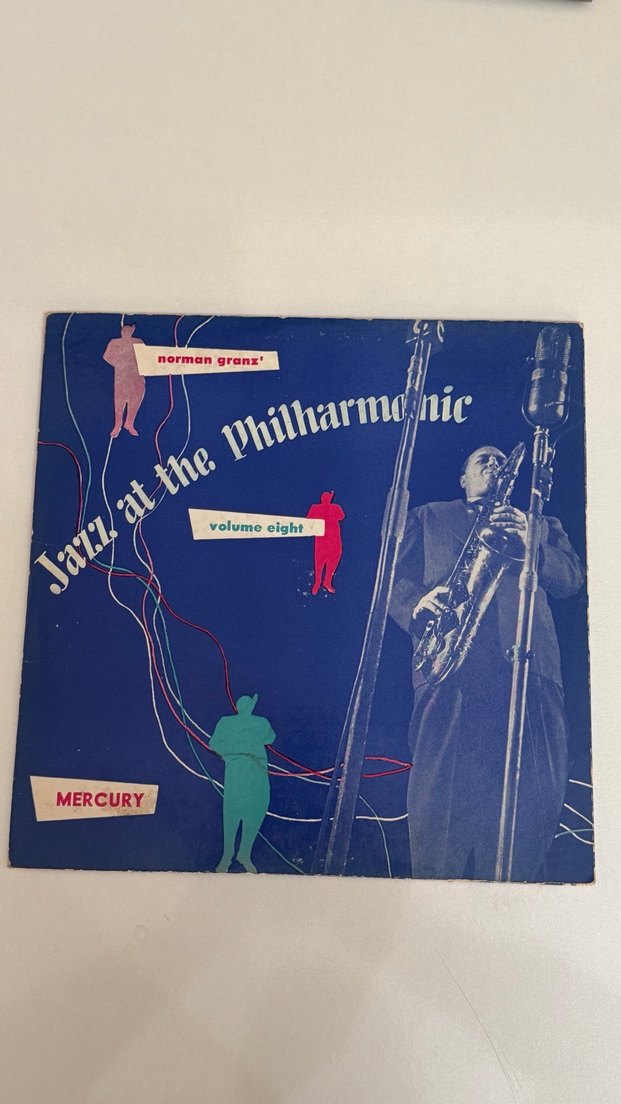 norman granz'
Jazz at the Philharmonic
volume eight
MERCURY